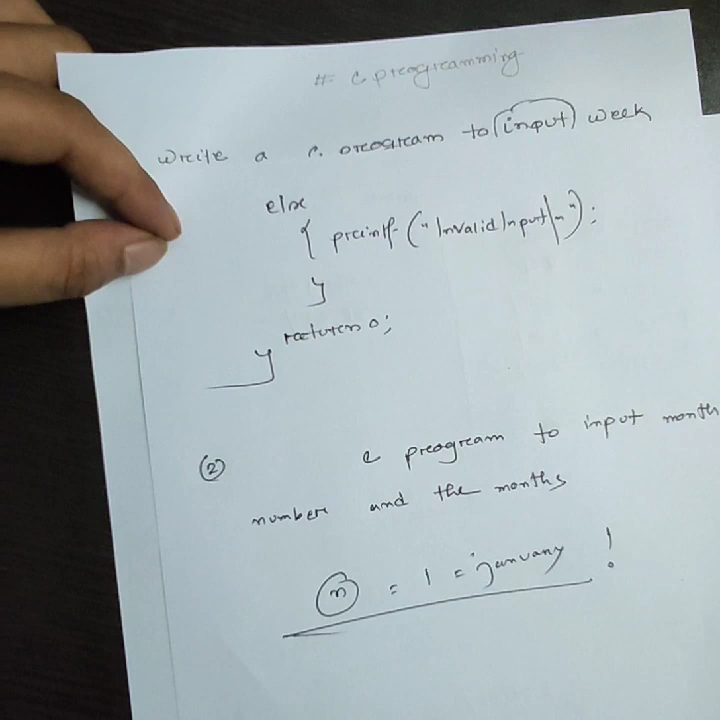 # C programming
Write a C. program to input week
else
{ printf ("Invalid Input\n");
}
return 0;
}
(2) C program to input month
number and the months
(n) = 1 = january !